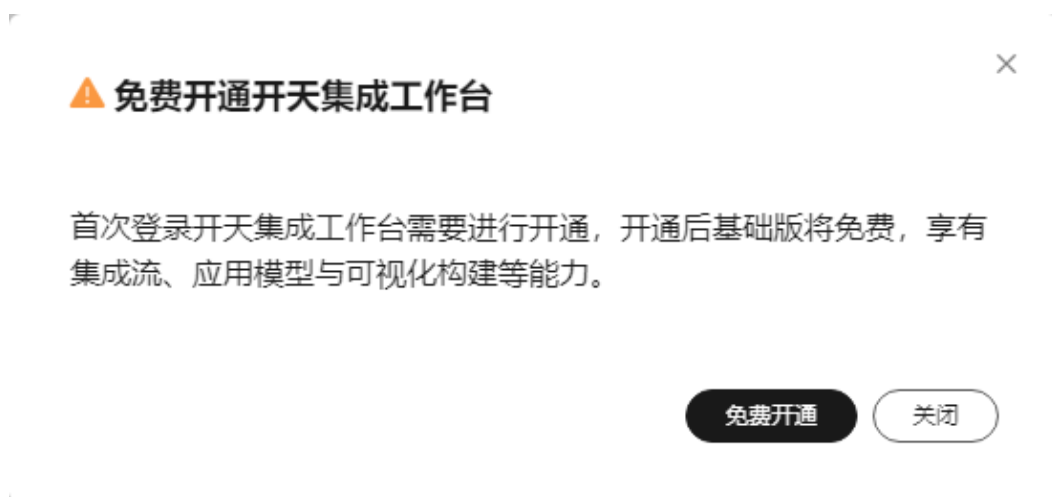 免费开通开天集成工作台
首次登录开天集成工作台需要进行开通，开通后基础版将免费，享有
集成流、应用模型与可视化构建等能力。
免费开通 关闭